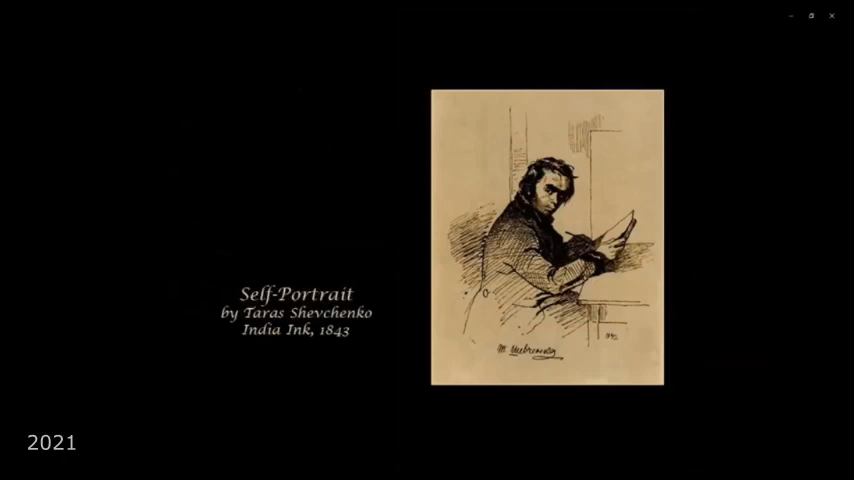 Self-Portrait
by Taras Shevchenko
India Ink, 1843
2021